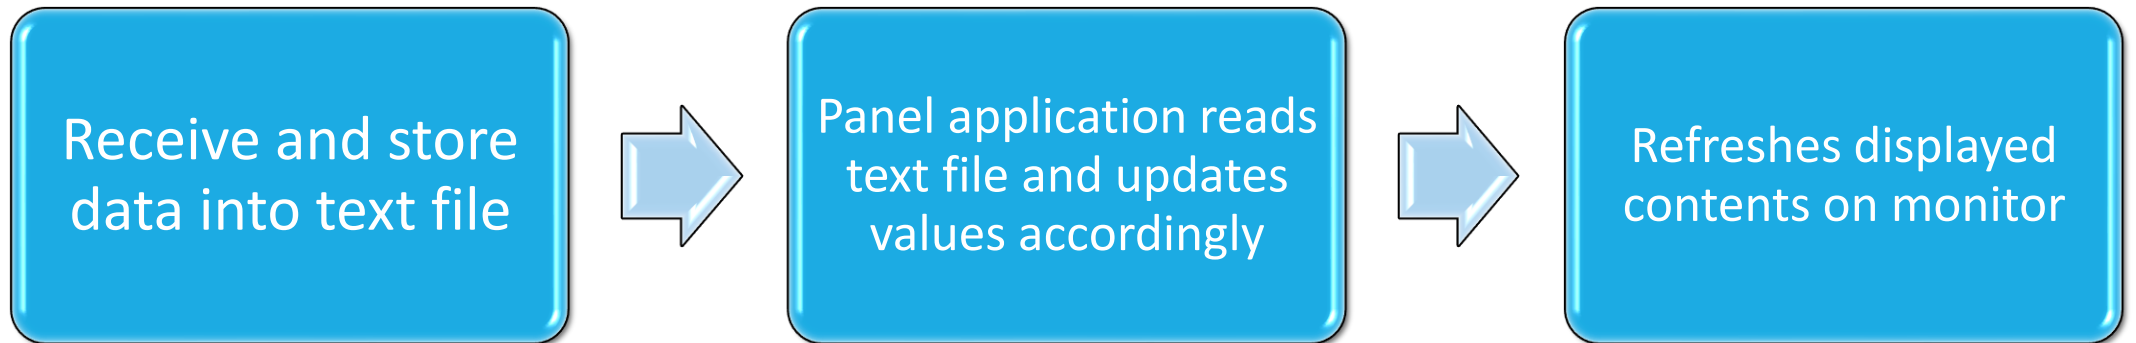 Receive and store
data into text file
Panel application reads
text file and updates
values accordingly
Refreshes displayed
contents on monitor